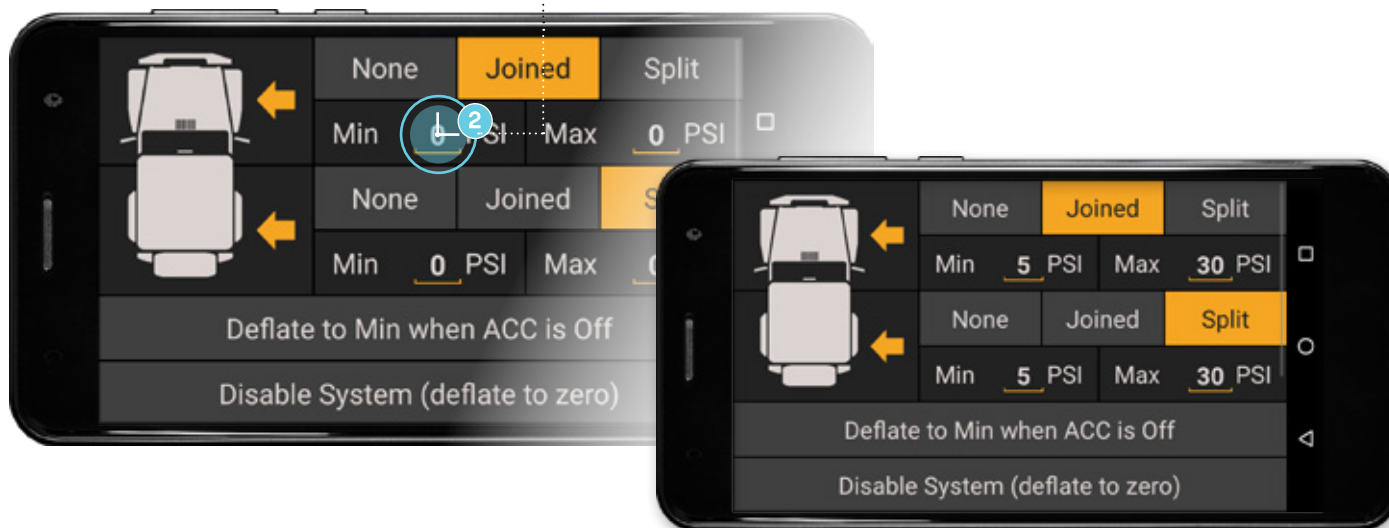 None Joined Split
Min 0 PSI Max 0 PSI
2
None Joined S
Min 0 PSI Max
Deflate to Min when ACC is Off
Disable System (deflate to zero)
None Joined Split
Min 5 PSI Max 30 PSI
None Joined Split
Min 5 PSI Max 30 PSI
Deflate to Min when ACC is Off
Disable System (deflate to zero)